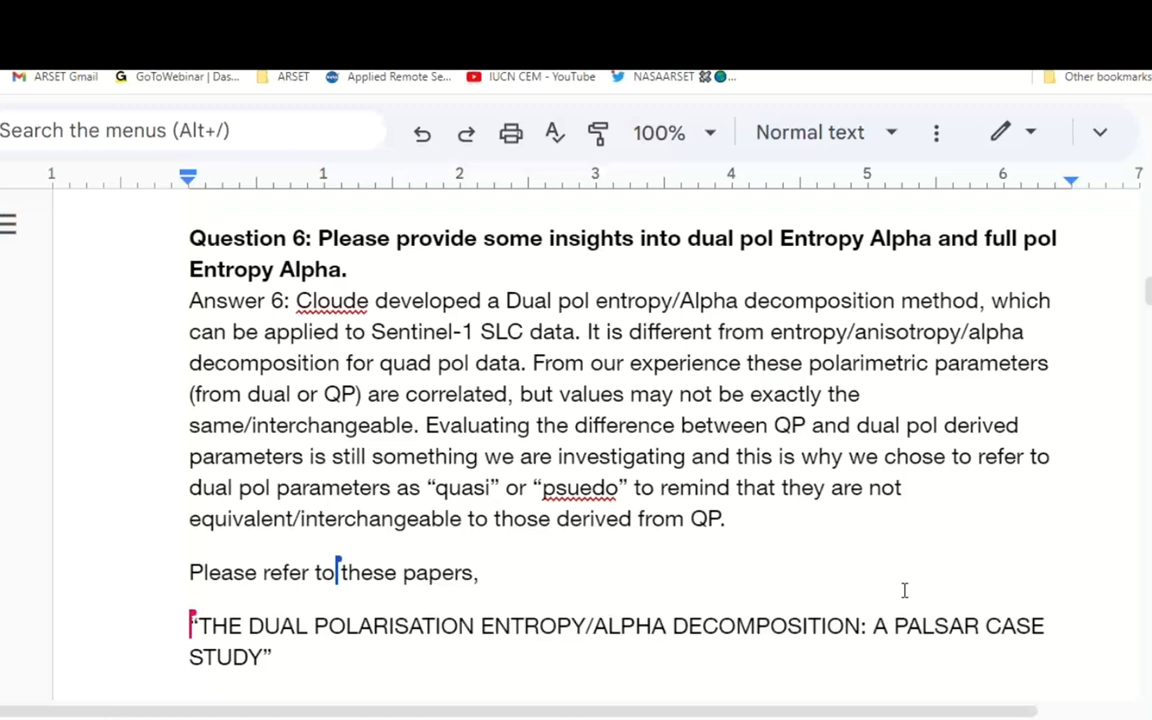 ARSET Gmail GoToWebinar | Das... ARSET Applied Remote Se... IUCN CEM - YouTube NASAARSET 🛰🌎... Other bookmarks
Search the menus (Alt+/) 100% Normal text
1 1 2 3 4 5 6 7
Question 6: Please provide some insights into dual pol Entropy Alpha and full pol
Entropy Alpha.
Answer 6: Cloude developed a Dual pol entropy/Alpha decomposition method, which
can be applied to Sentinel-1 SLC data. It is different from entropy/anisotropy/alpha
decomposition for quad pol data. From our experience these polarimetric parameters
(from dual or QP) are correlated, but values may not be exactly the
same/interchangeable. Evaluating the difference between QP and dual pol derived
parameters is still something we are investigating and this is why we chose to refer to
dual pol parameters as “quasi” or “psuedo” to remind that they are not
equivalent/interchangeable to those derived from QP.
Please refer to these papers,
“THE DUAL POLARISATION ENTROPY/ALPHA DECOMPOSITION: A PALSAR CASE
STUDY”